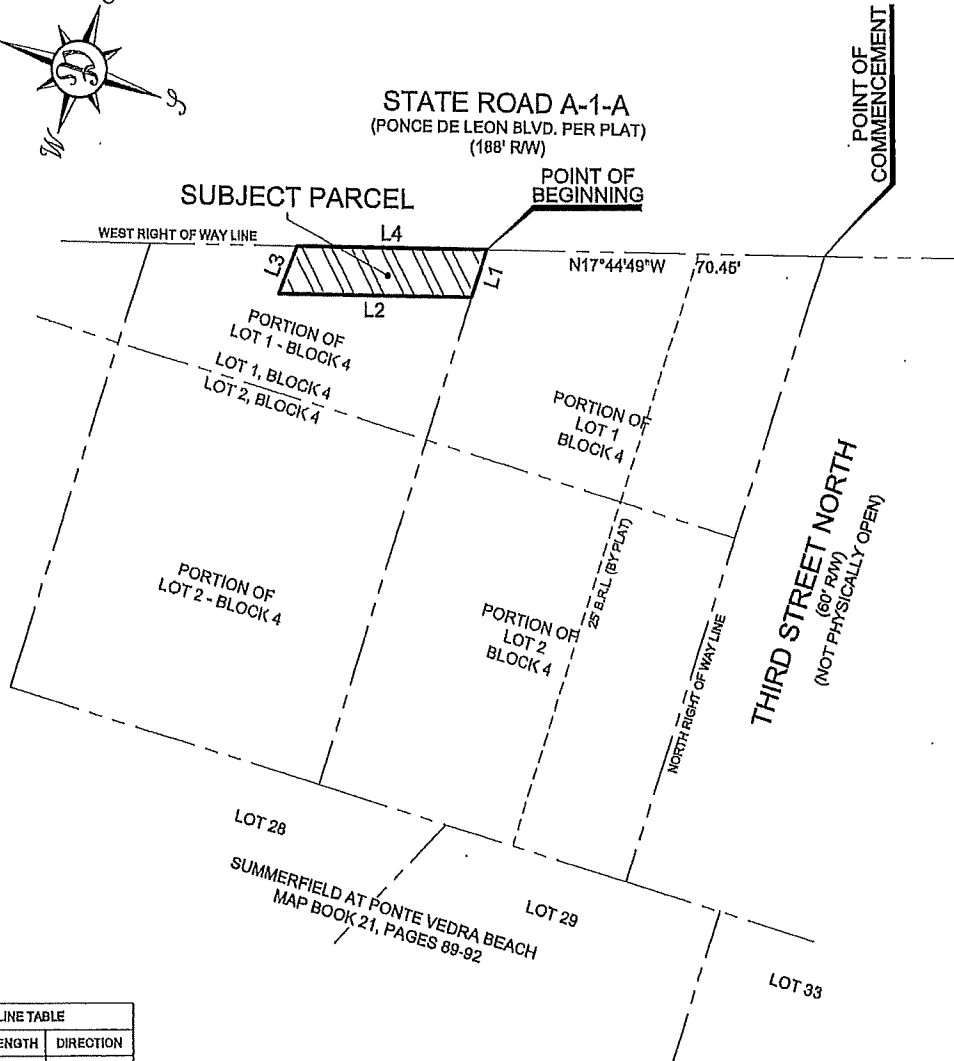 STATE ROAD A-1-A
(PONCE DE LEON BLVD. PER PLAT)
(188' R/W)
POINT OF
COMMENCEMENT
POINT OF
BEGINNING
SUBJECT PARCEL
WEST RIGHT OF WAY LINE
L4
L3
L1
L2
N17°44'49"W
70.45'
PORTION OF
LOT 1 - BLOCK 4
LOT 1, BLOCK 4
LOT 2, BLOCK 4
PORTION OF
LOT 1
BLOCK 4
PORTION OF
LOT 2 - BLOCK 4
PORTION OF
LOT 2
BLOCK 4
25' B.R.L. (BY PLAT)
NORTH RIGHT OF WAY LINE
THIRD STREET NORTH
(60' R/W)
(NOT PHYSICALLY OPEN)
LOT 28
SUMMERFIELD AT PONTE VEDRA BEACH
MAP BOOK 21, PAGES 89-92
LOT 29
LOT 33
W
S
LINE TABLE
ENGTH DIRECTION